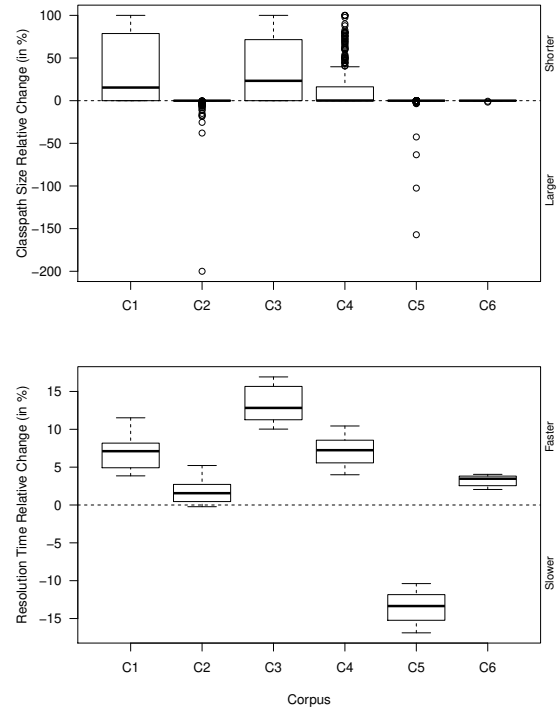 Classpath Size Relative Change (in %)
100
50
0
−50
−100
−150
−200
Shorter
Larger
C1 C2 C3 C4 C5 C6
Resolution Time Relative Change (in %)
15
10
5
0
−5
−10
−15
Faster
Slower
C1 C2 C3 C4 C5 C6
Corpus